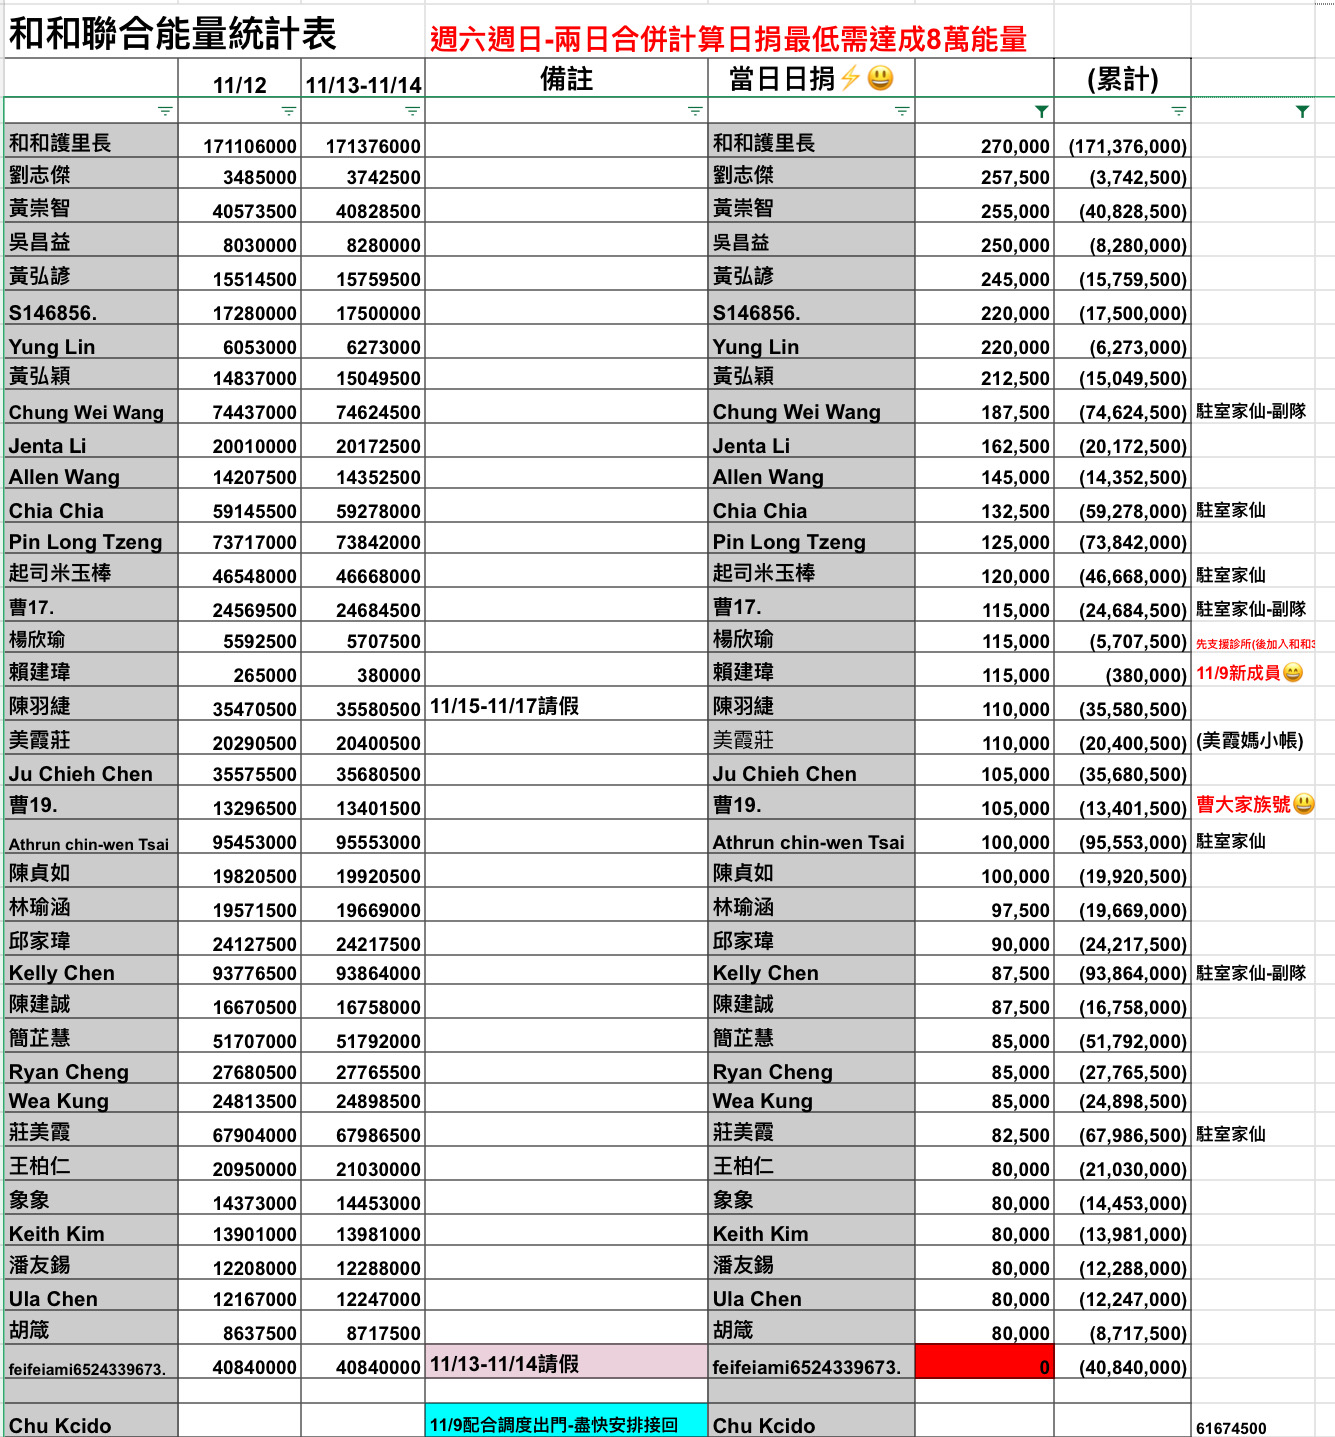 和和聯合能量統計表 週六週日-兩日合併計算日捐最低需達成8萬能量
11/12 11/13-11/14 備註 當日日捐⚡😃 (累計)
和和護里長 171106000 171376000 和和護里長 270,000 (171,376,000)
劉志傑 3485000 3742500 劉志傑 257,500 (3,742,500)
黃崇智 40573500 40828500 黃崇智 255,000 (40,828,500)
吳昌益 8030000 8280000 吳昌益 250,000 (8,280,000)
黃弘諺 15514500 15759500 黃弘諺 245,000 (15,759,500)
S146856. 17280000 17500000 S146856. 220,000 (17,500,000)
Yung Lin 6053000 6273000 Yung Lin 220,000 (6,273,000)
黃弘穎 14837000 15049500 黃弘穎 212,500 (15,049,500)
Chung Wei Wang 74437000 74624500 Chung Wei Wang 187,500 (74,624,500) 駐室家仙-副隊
Jenta Li 20010000 20172500 Jenta Li 162,500 (20,172,500)
Allen Wang 14207500 14352500 Allen Wang 145,000 (14,352,500)
Chia Chia 59145500 59278000 Chia Chia 132,500 (59,278,000) 駐室家仙
Pin Long Tzeng 73717000 73842000 Pin Long Tzeng 125,000 (73,842,000)
起司米玉棒 46548000 46668000 起司米玉棒 120,000 (46,668,000) 駐室家仙
曹17. 24569500 24684500 曹17. 115,000 (24,684,500) 駐室家仙-副隊
楊欣瑜 5592500 5707500 楊欣瑜 115,000 (5,707,500) 先支援診所(後加入和和3
賴建瑋 265000 380000 賴建瑋 115,000 (380,000) 11/9新成員😄
陳羽緁 35470500 35580500 11/15-11/17請假 陳羽緁 110,000 (35,580,500)
美霞莊 20290500 20400500 美霞莊 110,000 (20,400,500) (美霞媽小帳)
Ju Chieh Chen 35575500 35680500 Ju Chieh Chen 105,000 (35,680,500)
曹19. 13296500 13401500 曹19. 105,000 (13,401,500) 曹大家族號😃
Athrun chin-wen Tsai 95453000 95553000 Athrun chin-wen Tsai 100,000 (95,553,000) 駐室家仙
陳貞如 19820500 19920500 陳貞如 100,000 (19,920,500)
林瑜涵 19571500 19669000 林瑜涵 97,500 (19,669,000)
邱家瑋 24127500 24217500 邱家瑋 90,000 (24,217,500)
Kelly Chen 93776500 93864000 Kelly Chen 87,500 (93,864,000) 駐室家仙-副隊
陳建誠 16670500 16758000 陳建誠 87,500 (16,758,000)
簡芷慧 51707000 51792000 簡芷慧 85,000 (51,792,000)
Ryan Cheng 27680500 27765500 Ryan Cheng 85,000 (27,765,500)
Wea Kung 24813500 24898500 Wea Kung 85,000 (24,898,500)
莊美霞 67904000 67986500 莊美霞 82,500 (67,986,500) 駐室家仙
王柏仁 20950000 21030000 王柏仁 80,000 (21,030,000)
象象 14373000 14453000 象象 80,000 (14,453,000)
Keith Kim 13901000 13981000 Keith Kim 80,000 (13,981,000)
潘友錫 12208000 12288000 潘友錫 80,000 (12,288,000)
Ula Chen 12167000 12247000 Ula Chen 80,000 (12,247,000)
胡箴 8637500 8717500 胡箴 80,000 (8,717,500)
feifeiami6524339673. 40840000 40840000 11/13-11/14請假 feifeiami6524339673. 0 (40,840,000)
Chu Kcido 11/9配合調度出門-盡快安排接回 Chu Kcido 61674500